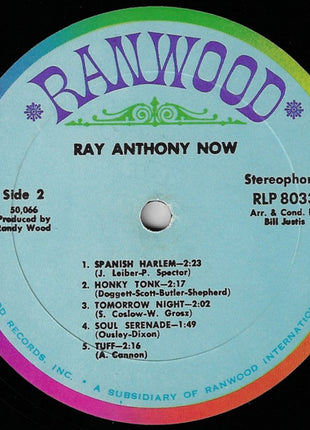 RANWOOD
RAY ANTHONY NOW
Side 2
50,066
Produced by
Randy Wood
RLP 8033
Arr. & Cond.
Bill Justis
1. SPANISH HARLEM—2:23
(J. Leiber-P. Spector)
2. HONKY TONK—2:17
(Doggett-Scott-Butler-Shepherd)
3. TOMORROW NIGHT—2:02
(S. Coslow-W. Grosz)
4. SOUL SERENADE—1:49
(Ousley-Dixon)
5. TUFF—2:16
(A. Cannon)
RECORDS, INC. • A SUBSIDIARY OF RANWOOD INTERNATION